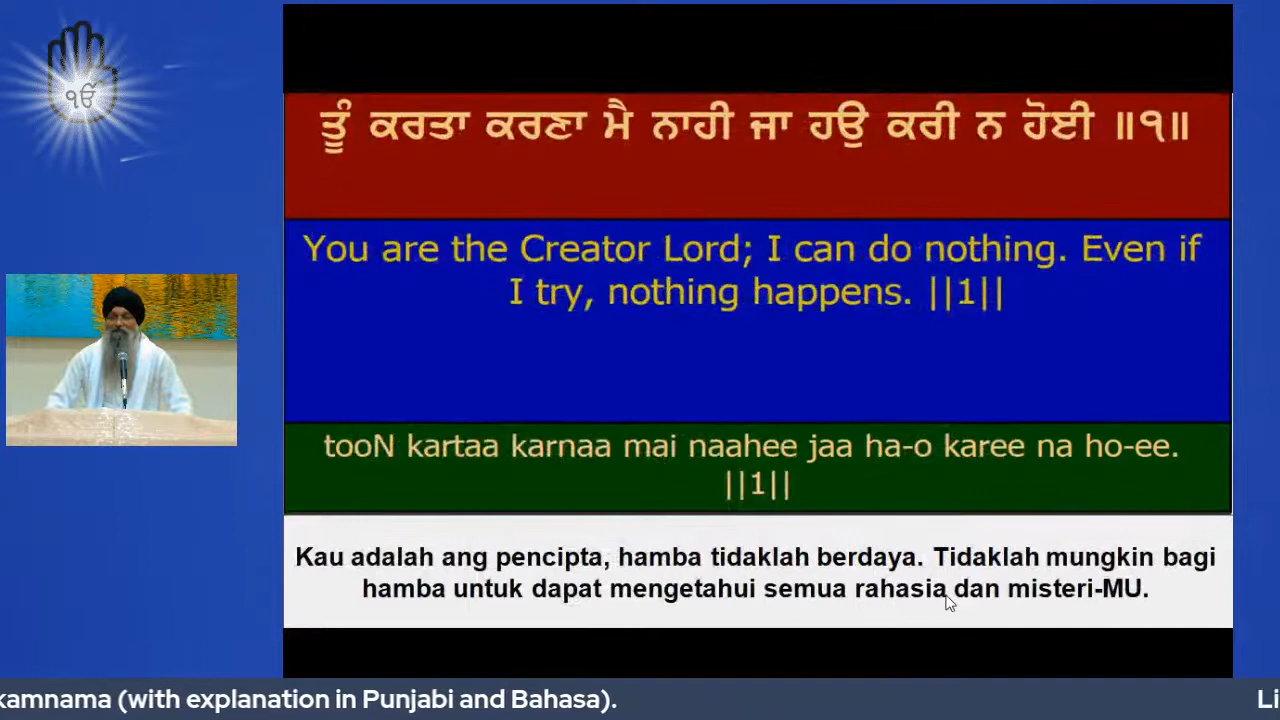 ੴ
ਤੂੰ ਕਰਤਾ ਕਰਣਾ ਮੈ ਨਾਹੀ ਜਾ ਹਉ ਕਰੀ ਨ ਹੋਈ ॥੧॥
You are the Creator Lord; I can do nothing. Even if
I try, nothing happens. ||1||
tooN kartaa karnaa mai naahee jaa ha-o karee na ho-ee.
||1||
Kau adalah ang pencipta, hamba tidaklah berdaya. Tidaklah mungkin bagi
hamba untuk dapat mengetahui semua rahasia dan misteri-MU.
kamnama (with explanation in Punjabi and Bahasa). Li